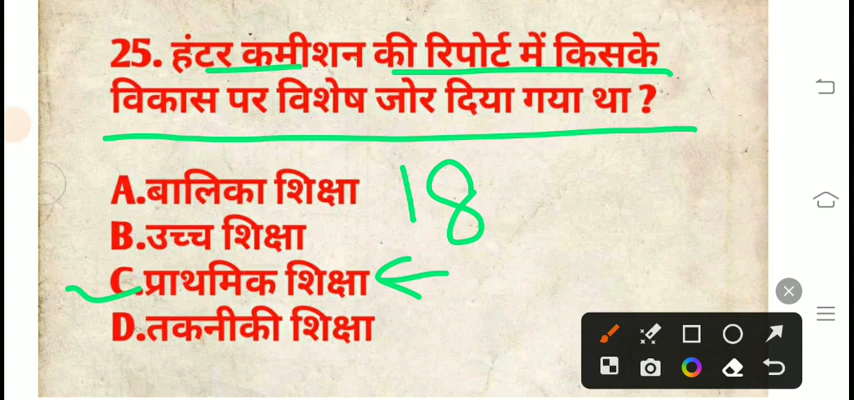 25. हंटर कमीशन की रिपोर्ट में किसके
विकास पर विशेष जोर दिया गया था ?
A.बालिका शिक्षा
18
B.उच्च शिक्षा
C.प्राथमिक शिक्षा
D.तकनीकी शिक्षा